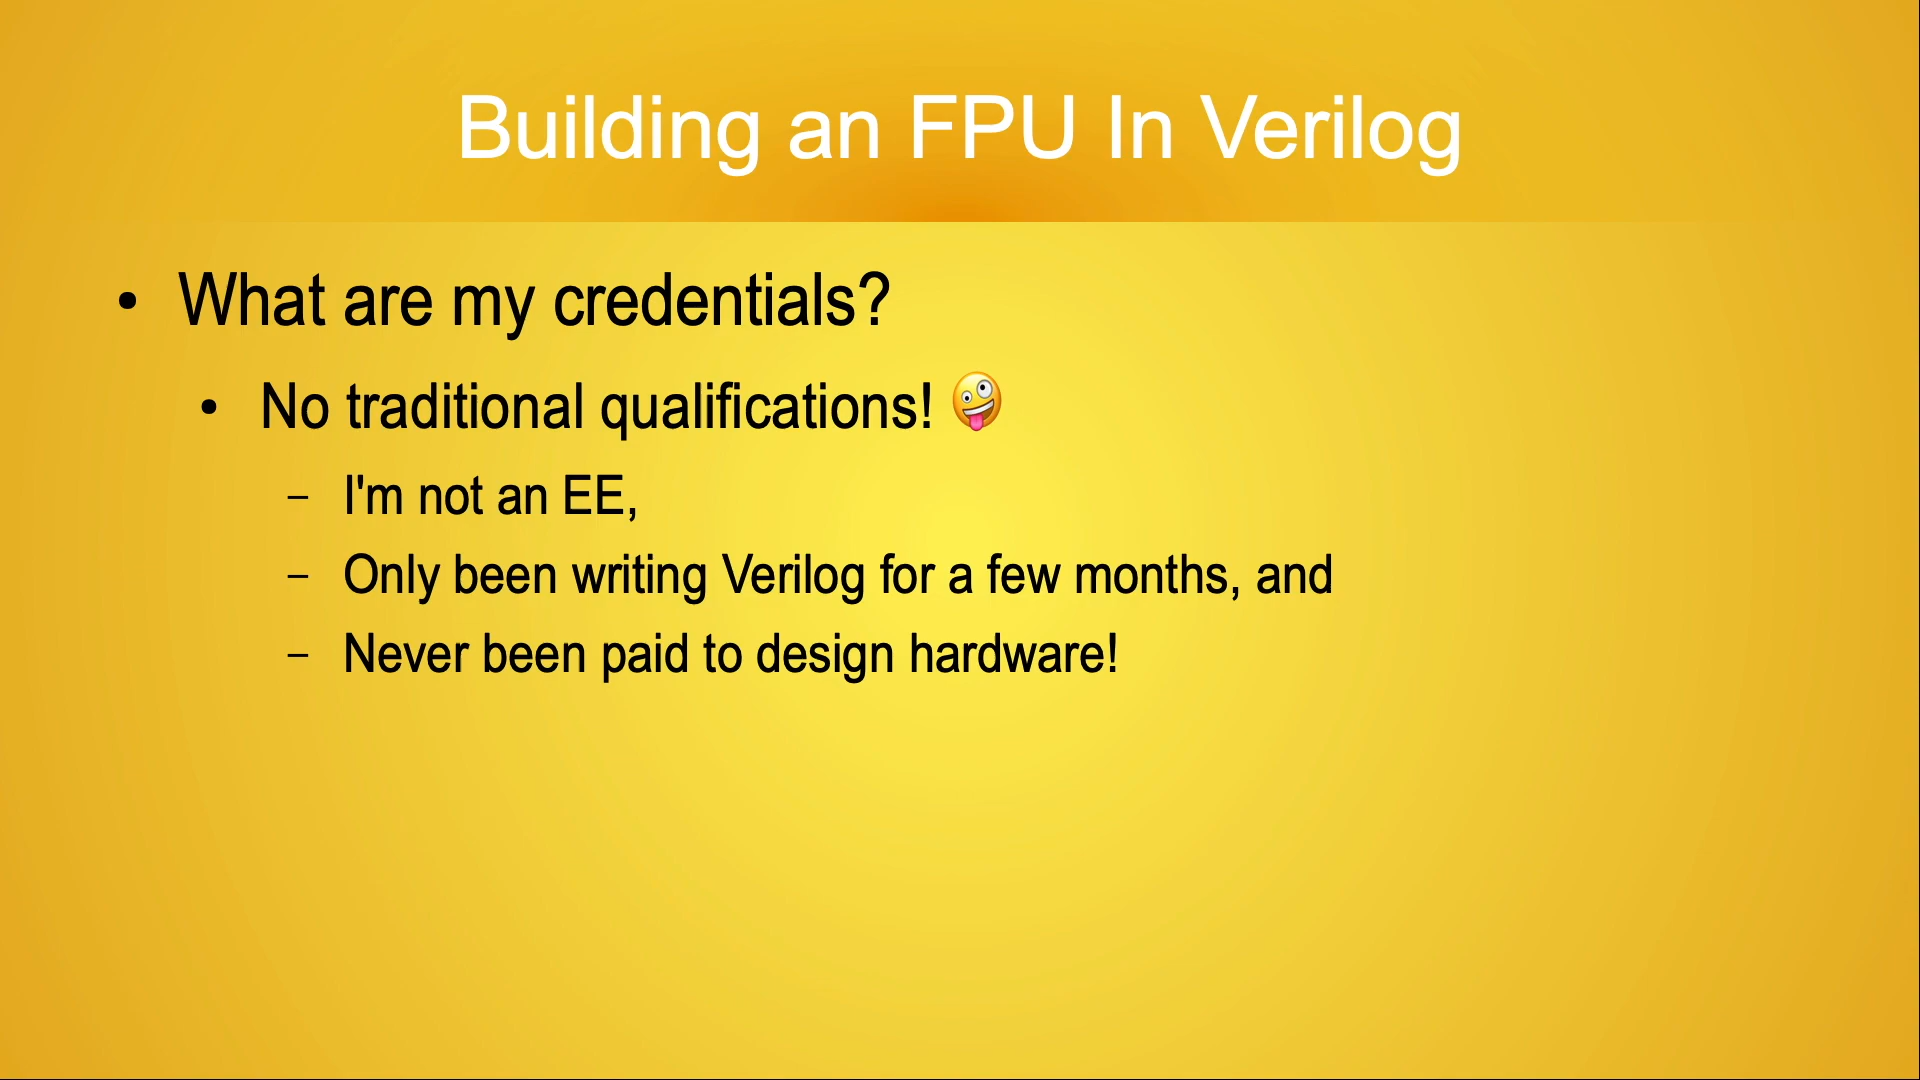 Building an FPU In Verilog
• What are my credentials?
• No traditional qualifications! 🤪
– I'm not an EE,
– Only been writing Verilog for a few months, and
– Never been paid to design hardware!